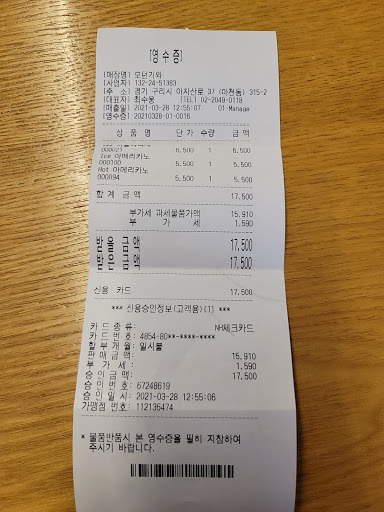 [영 수 증]
[매장명] 모던기와
[사업자] 132-24-51383
[주 소] 경기 구리시 아차산로 37 (아천동) 315-2
[대표자] 최수웅 [TEL] 02-2049-0118
[매출일] 2021-03-28 12:55:07 01-Manage
[영수증] 20210328-01-0016
상 품 명 단 가 수량 금 액
000021 6,500 1 6,500
Ice 아메리카노
000100 5,500 1 5,500
Hot 아메리카노
000094 5,500 1 5,500
합 계 금 액 17,500
부가세 과세물품가액 15,910
부 가 세 1,590
받을금액 17,500
받은금액 17,500
신용 카드 17,500
*** 신용승인정보(고객용)[1] ***
카 드 종 류: NH체크카드
카 드 번 호: 4854-80**-****-****
할 부 개 월: 일시불
판 매 금 액: 15,910
부 가 세: 1,590
승 인 금 액: 17,500
승 인 번 호: 67248619
승 인 일 시: 2021-03-28 12:55:06
가맹점 번호: 112136474
* 물품반품시 본 영수증을 필히 지참하여
주시기 바랍니다.